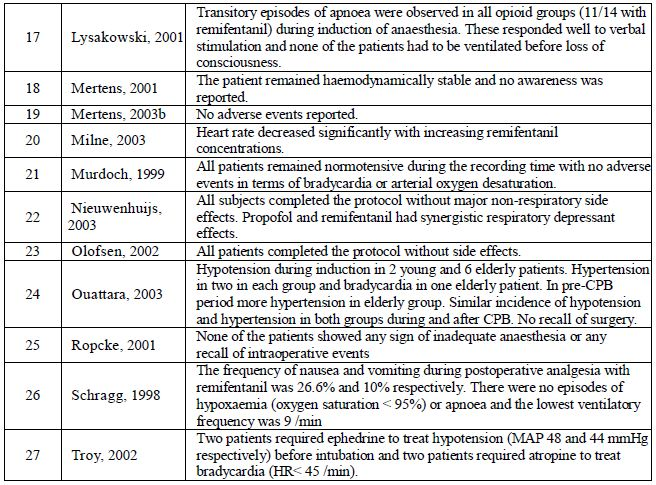 Transitory episodes of apnoea were observed in all opioid groups (11/14 with
17 Lysakowski, 2001 remifentanil) during induction of anaesthesia. These responded well to verbal
stimulation and none of the patients had to be ventilated before loss of
consciousness.
18 Mertens, 2001 The patient remained haemodynamically stable and no awareness was
reported.
19 Mertens, 2003b No adverse events reported.
20 Milne, 2003 Heart rate decreased significantly with increasing remifentanil
concentrations.
21 Murdoch, 1999 All patients remained normotensive during the recording time with no adverse
events in terms of bradycardia or arterial oxygen desaturation.
22 Nieuwenhuijs, 2003 All subjects completed the protocol without major non-respiratory side
effects. Propofol and remifentanil had synergistic respiratory depressant
effects.
23 Olofsen, 2002 All patients completed the protocol without side effects.
Hypotension during induction in 2 young and 6 elderly patients. Hypertension
24 Ouattara, 2003 in two in each group and bradycardia in one elderly patient. In pre-CPB
period more hypertension in elderly group. Similar incidence of hypotension
and hypertension in both groups during and after CPB. No recall of surgery.
25 Ropcke, 2001 None of the patients showed any sign of inadequate anaesthesia or any
recall of intraoperative events
The frequency of nausea and vomiting during postoperative analgesia with
26 Schragg, 1998 remifentanil was 26.6% and 10% respectively. There were no episodes of
hypoxaemia (oxygen saturation < 95%) or apnoea and the lowest ventilatory
frequency was 9 /min
Two patients required ephedrine to treat hypotension (MAP 48 and 44 mmHg
27 Troy, 2002 respectively) before intubation and two patients required atropine to treat
bradycardia (HR< 45 /min).